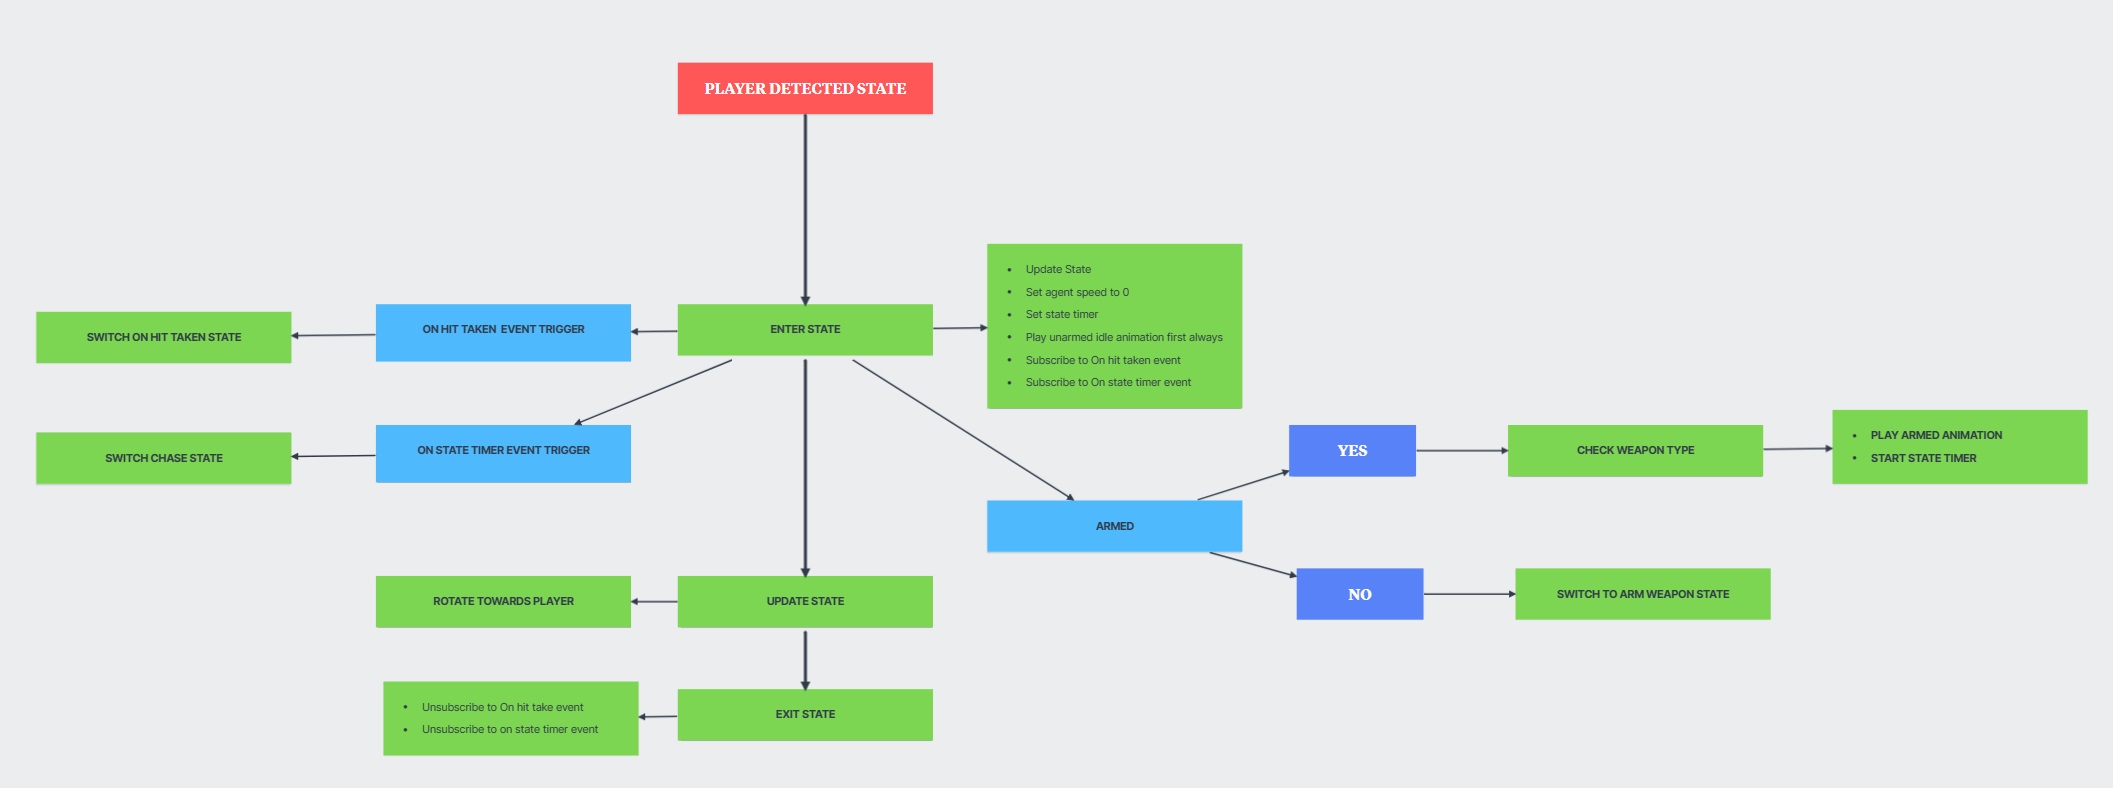 PLAYER DETECTED STATE
• Update State
• Set agent speed to 0
• Set state timer
• Play unarmed idle animation first always
• Subscribe to On hit taken event
• Subscribe to On state timer event
SWITCH ON HIT TAKEN STATE
ON HIT TAKEN EVENT TRIGGER
ENTER STATE
SWITCH CHASE STATE
ON STATE TIMER EVENT TRIGGER
YES
CHECK WEAPON TYPE
• PLAY ARMED ANIMATION
• START STATE TIMER
ARMED
NO
SWITCH TO ARM WEAPON STATE
ROTATE TOWARDS PLAYER
UPDATE STATE
• Unsubscribe to On hit take event
• Unsubscribe to on state timer event
EXIT STATE